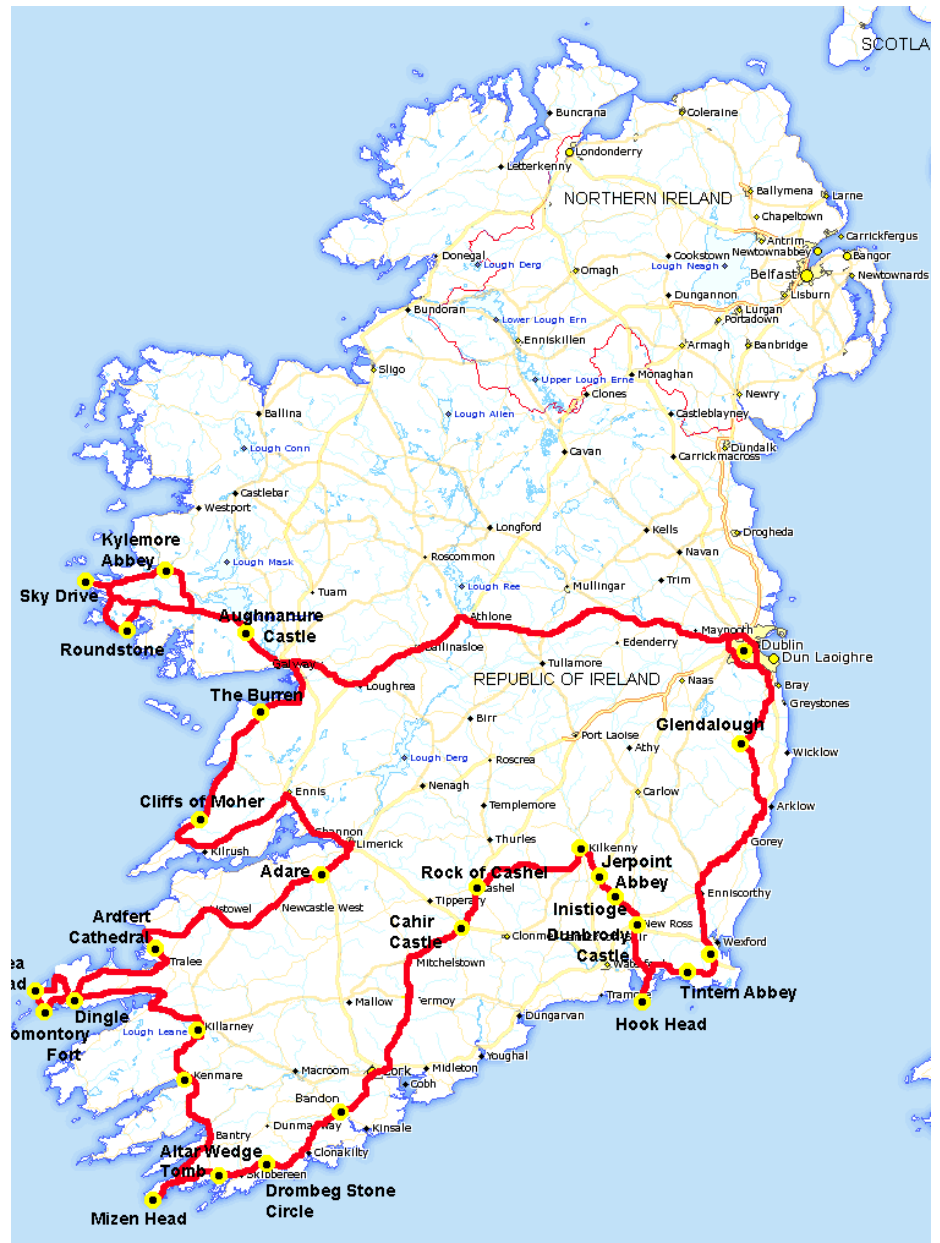 SCOTLA
Buncrana
Coleraine
Londonderry
Letterkenny
Ballymena
Larne
NORTHERN IRELAND
Chapeltown
Antrim
Carrickfergus
Newtownabbey
Donegal
Lough Derg
Cookstown
Bangor
Omagh
Lough Neagh
Belfast
Newtownards
Dungannon
Lisburn
Bundoran
Lurgan
Lower Lough Ern
Portadown
Enniskillen
Armagh
Banbridge
Sligo
Monaghan
Upper Lough Erne
Clones
Newry
Ballina
Lough Allen
Castleblayney
Lough Conn
Cavan
Dundalk
Carrickmacross
Castlebar
Westport
Longford
Kells
Drogheda
Kylemore
Abbey
Roscommon
Navan
Lough Mask
Sky Drive
Lough Ree
Mullingar
Trim
Tuam
Aughnanure
Castle
Athlone
Roundstone
Maynooth
Edenderry
Dublin
Ballinasloe
Dun Laoighre
Galway
Tullamore
Loughrea
REPUBLIC OF IRELAND
Naas
Bray
The Burren
Greystones
Birr
Glendalough
Port Laoise
Athy
Wicklow
Lough Derg
Roscrea
Nenagh
Ennis
Carlow
Cliffs of Moher
Templemore
Arklow
Shannon
Thurles
Gorey
Kilrush
Limerick
Kilkenny
Adare
Rock of Cashel
Jerpoint
Abbey
Cashel
Enniscorthy
Tipperary
Newcastle West
Listowel
Ardfert
Cathedral
Inistioge
Cahir
Castle
New Ross
Dunbrody
Castle
Clonmel
Wexford
Tralee
Mitchelstown
Waterford
ea
ad
Tintern Abbey
Tramore
Dingle
Mallow
Fermoy
Hook Head
omontory
Fort
Dungarvan
Lough Leane
Killarney
Youghal
Kenmare
Macroom
Cork
Midleton
Cobh
Bandon
Dunmanway
Kinsale
Bantry
Altar Wedge
Tomb
Clonakilty
Skibbereen
Drombeg Stone
Circle
Mizen Head